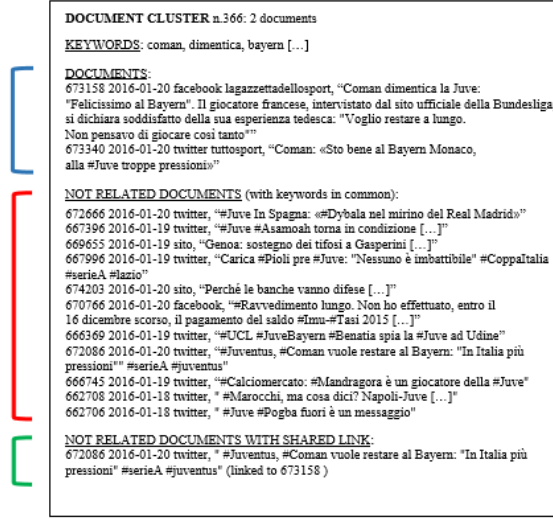 DOCUMENT CLUSTER n.366: 2 documents
KEYWORDS: coman, dimentica, bayern […]
DOCUMENTS:
673158 2016-01-20 facebook lagazzettadellosport, “Coman dimentica la Juve:
"Felicissimo al Bayern". Il giocatore francese, intervistato dal sito ufficiale della Bundesliga
si dichiara soddisfatto della sua esperienza tedesca: "Voglio restare a lungo.
Non pensavo di giocare così tanto"”
673340 2016-01-20 twitter tuttosport, “Coman: «Sto bene al Bayern Monaco,
alla #Juve troppe pressioni»”
NOT RELATED DOCUMENTS (with keywords in common):
672666 2016-01-20 twitter, “#Juve In Spagna: «#Dybala nel mirino del Real Madrid»”
667396 2016-01-19 twitter, “#Juve #Asamoah torna in condizione […]”
669655 2016-01-19 sito, “Genoa: sostegno dei tifosi a Gasperini […]”
667996 2016-01-19 twitter, “Carica #Pioli pre #Juve: "Nessuno è imbattibile" #CoppaItalia
#serieA #lazio”
674203 2016-01-20 sito, “Perché le banche vanno difese […]”
670766 2016-01-20 facebook, “#Ravvedimento lungo. Non ho effettuato, entro il
16 dicembre scorso, il pagamento del saldo #Imu-#Tasi 2015 […]”
666369 2016-01-19 twitter, “#UCL #JuveBayern #Benatia spia la #Juve ad Udine”
672086 2016-01-20 twitter, “#Juventus, #Coman vuole restare al Bayern: "In Italia più
pressioni"" #serieA #juventus"
666745 2016-01-19 twitter, “#Calciomercato: #Mandragora è un giocatore della #Juve"
662708 2016-01-18 twitter, " #Marocchi, ma cosa dici? Napoli-Juve […]"
662706 2016-01-18 twitter, " #Juve #Pogba fuori è un messaggio"
NOT RELATED DOCUMENTS WITH SHARED LINK:
672086 2016-01-20 twitter, " #Juventus, #Coman vuole restare al Bayern: "In Italia più
pressioni" #serieA #juventus" (linked to 673158 )